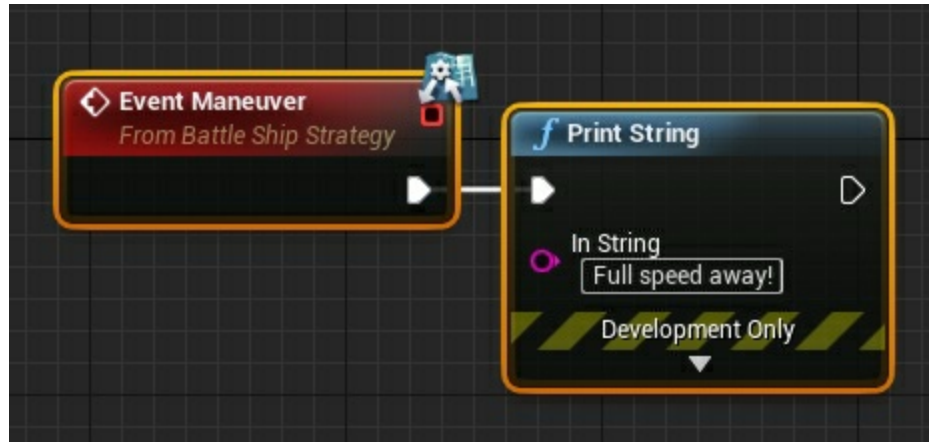 Event Maneuver
From Battle Ship Strategy
f Print String
In String
Full speed away!
Development Only